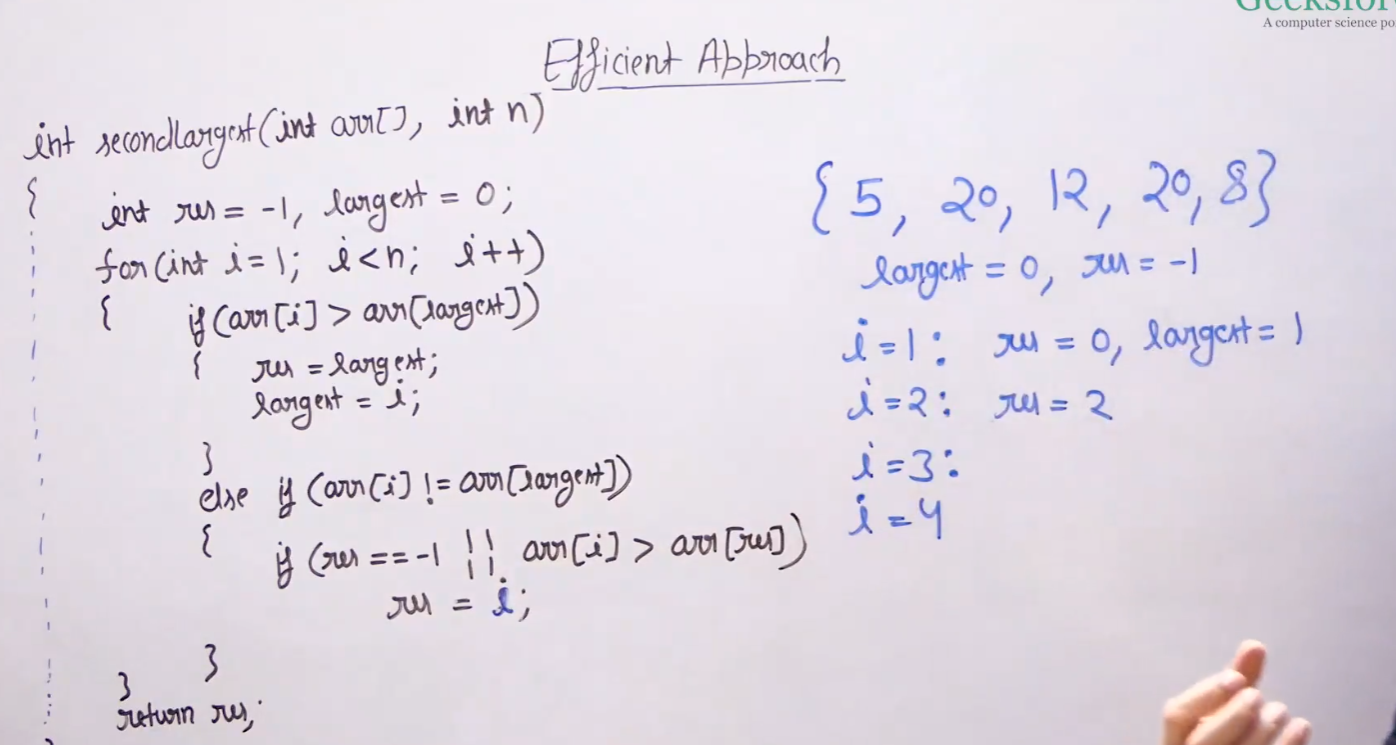 A computer science po
Efficient Approach
int secondlargest(int arr[], int n)
{
int res = -1, largest = 0;
for(int i=1; i<n; i++)
{
if(arr[i] > arr[largest])
{
res = largest;
largest = i;
}
else if (arr[i] != arr[largest])
{
if (res == -1 || arr[i] > arr[res])
res = i;
}
}
return res;
{5, 20, 12, 20, 8}
largest = 0, res = -1
i=1: res = 0, largest = 1
i=2: res = 2
i=3:
i=4